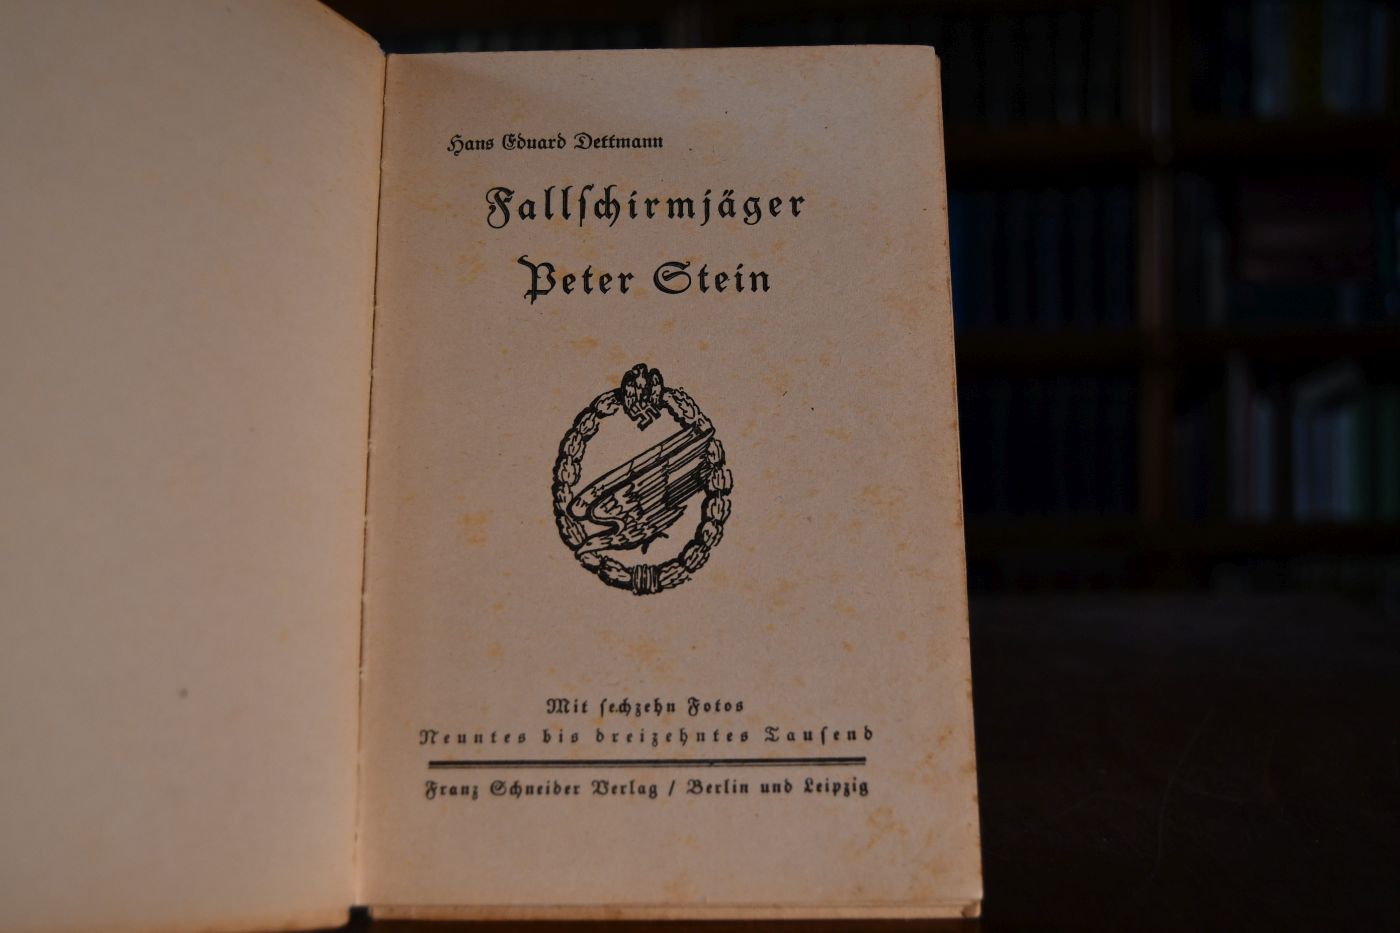 Hans Eduard Dettmann
Fallschirmjäger
Peter Stein
Mit sechzehn Fotos
Neuntes bis dreizehntes Tausend
Franz Schneider Verlag / Berlin und Leipzig